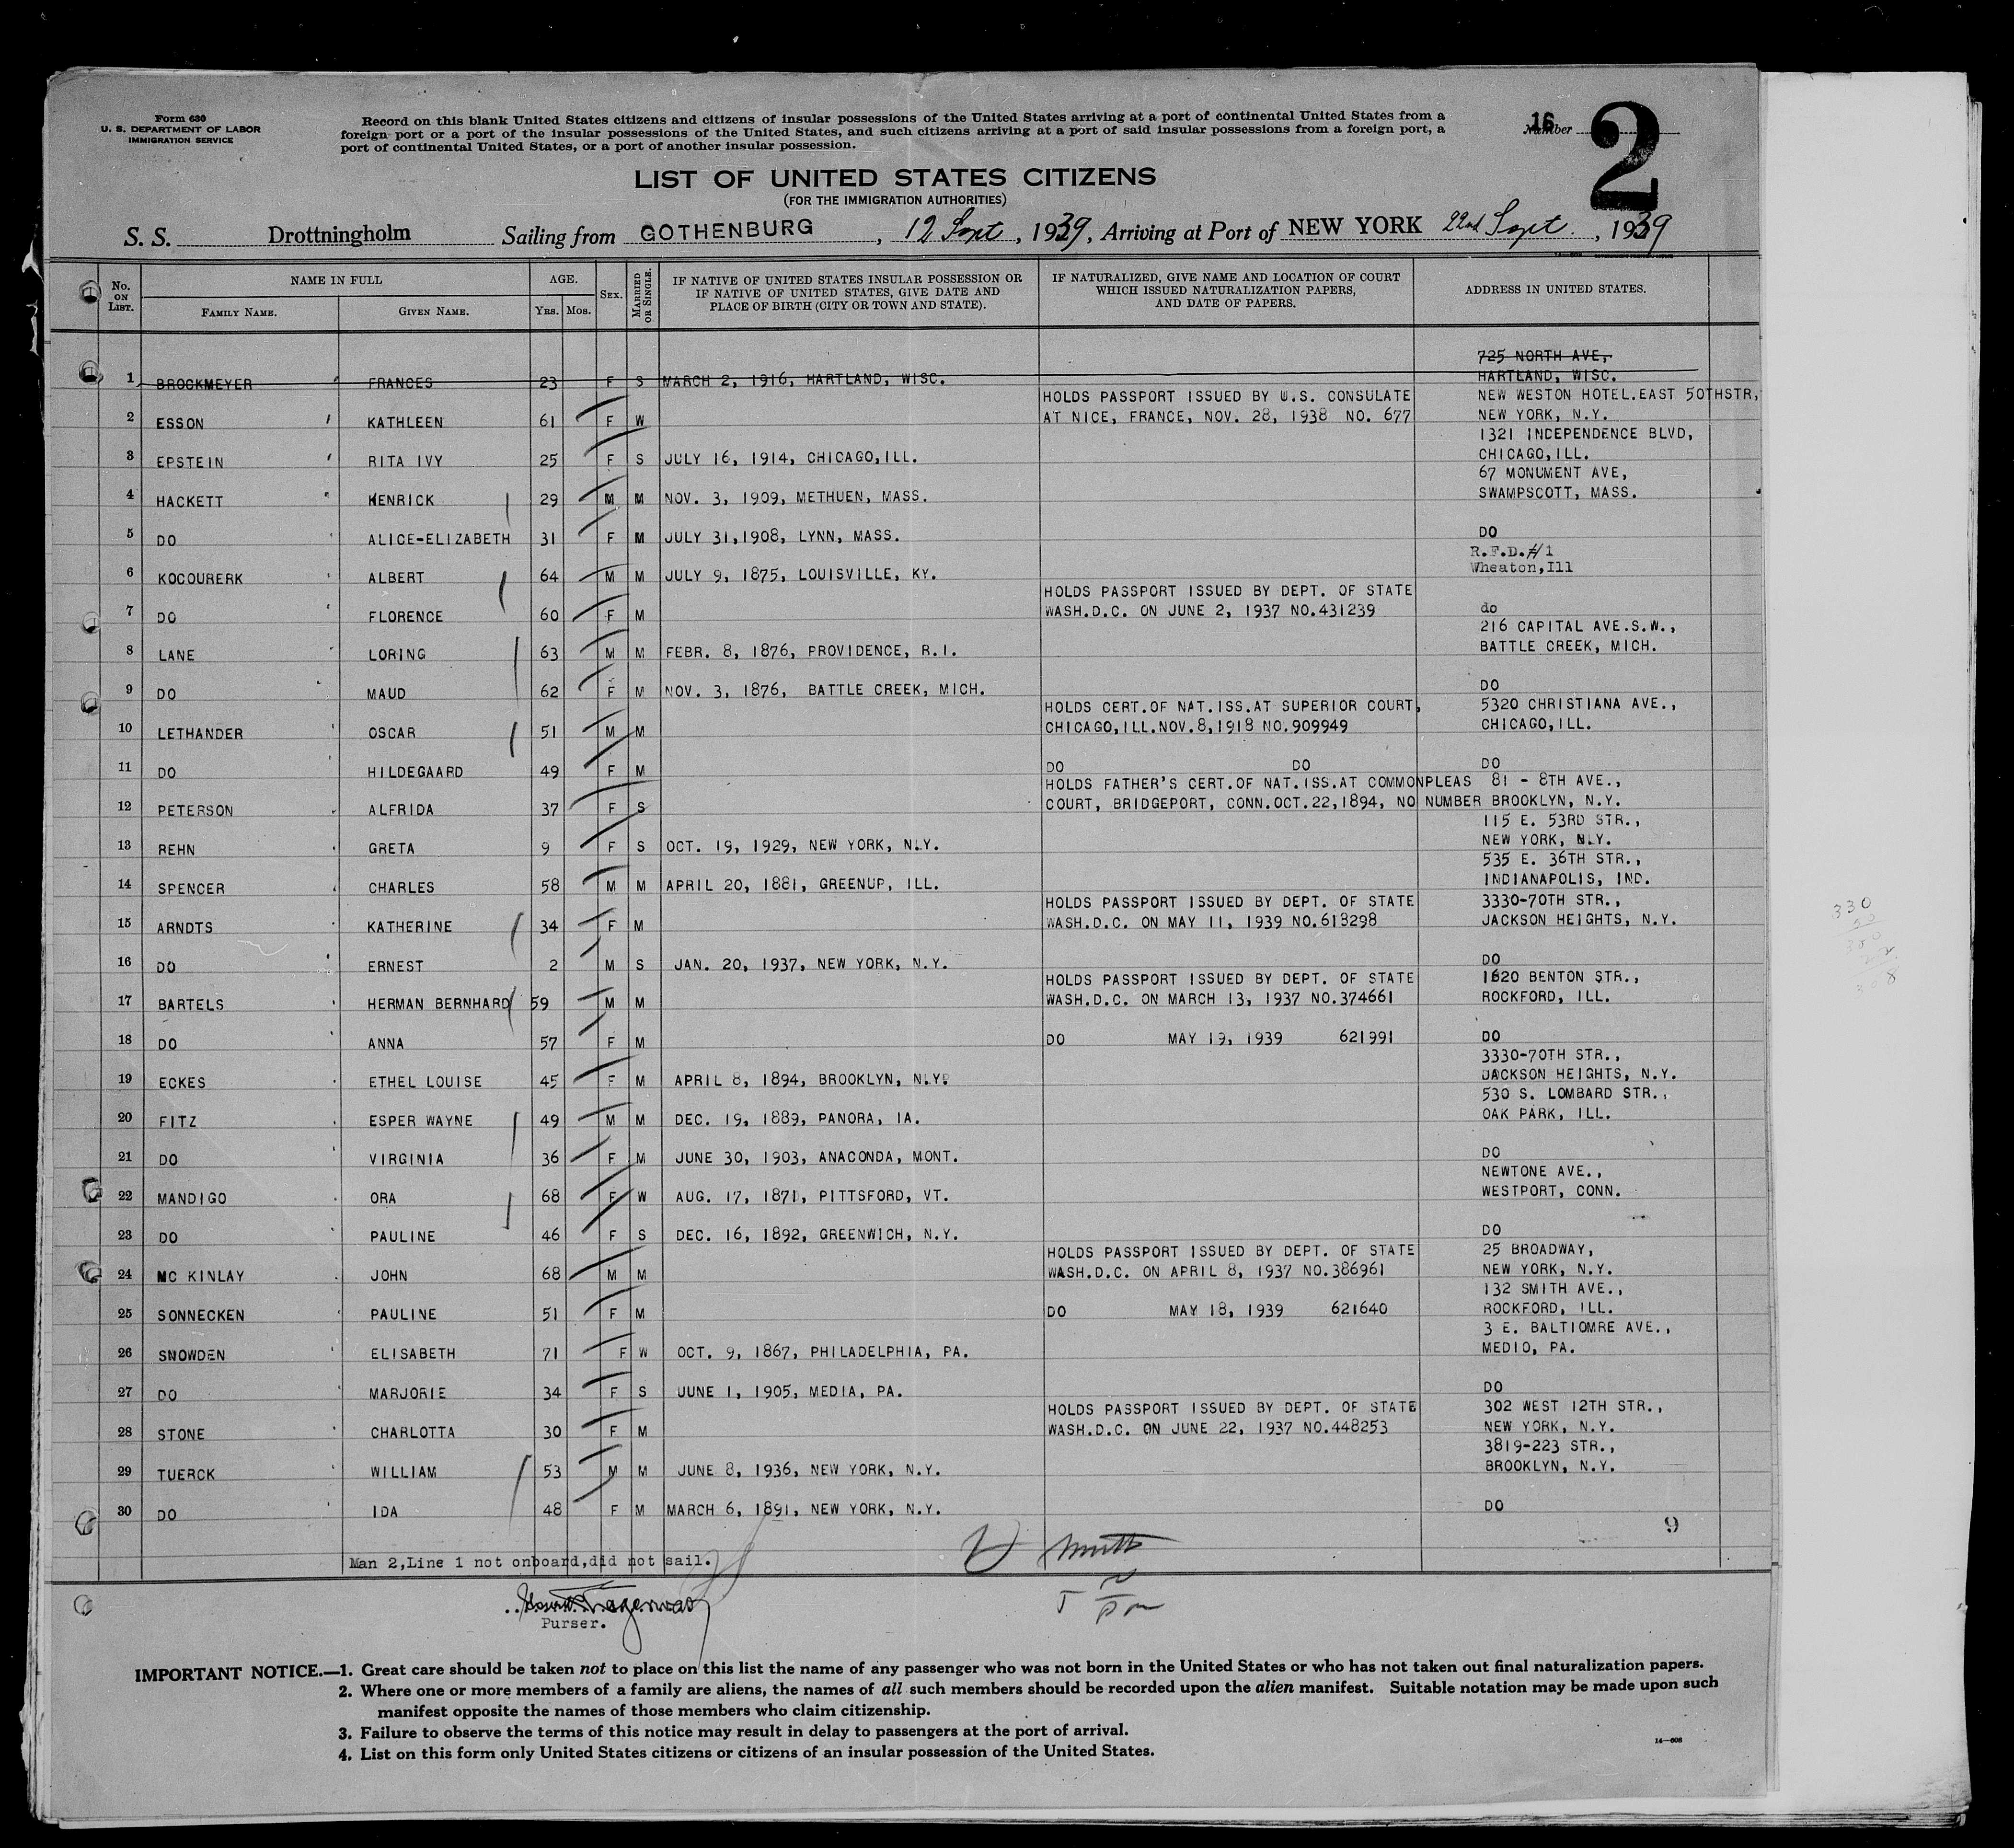 Form 630
U. S. DEPARTMENT OF LABOR
IMMIGRATION SERVICE
Record on this blank United States citizens and citizens of insular possessions of the United States arriving at a port of continental United States from a
foreign port or a port of the insular possessions of the United States, and such citizens arriving at a port of said insular possessions from a foreign port, a
port of continental United States, or a port of another insular possession.
16
Number
2
LIST OF UNITED STATES CITIZENS
(FOR THE IMMIGRATION AUTHORITIES)
S. S. Drottningholm Sailing from GOTHENBURG, 12 Sept, 1939, Arriving at Port of NEW YORK 22nd Sept., 1939
No. ON LIST. NAME IN FULL FAMILY NAME. GIVEN NAME. AGE. YRS. MOS. SEX. MARRIED OR SINGLE.
IF NATIVE OF UNITED STATES INSULAR POSSESSION OR
IF NATIVE OF UNITED STATES, GIVE DATE AND
PLACE OF BIRTH (CITY OR TOWN AND STATE).
IF NATURALIZED, GIVE NAME AND LOCATION OF COURT
WHICH ISSUED NATURALIZATION PAPERS,
AND DATE OF PAPERS.
ADDRESS IN UNITED STATES.
725 NORTH AVE,
1 BROCKMEYER FRANCES 23 F S MARCH 2, 1916, HARTLAND, WISC. HARTLAND, WISC.
HOLDS PASSPORT ISSUED BY U.S. CONSULATE NEW WESTON HOTEL.EAST 50THSTR,
2 ESSON KATHLEEN 61 F W AT NICE, FRANCE, NOV. 28, 1938 NO. 677 NEW YORK, N.Y.
1321 INDEPENDENCE BLVD,
3 EPSTEIN RITA IVY 25 F S JULY 16, 1914, CHICAGO,ILL. CHICAGO,ILL.
67 MONUMENT AVE,
4 HACKETT HENRICK 29 M M NOV. 3, 1909, METHUEN, MASS. SWAMPSCOTT, MASS.
5 DO ALICE-ELIZABETH 31 F M JULY 31,1908, LYNN, MASS. DO
R.F.D.#1
6 KOCOURERK ALBERT 64 M M JULY 9, 1875, LOUISVILLE, KY. Wheaton,Ill
HOLDS PASSPORT ISSUED BY DEPT. OF STATE
7 DO FLORENCE 60 F M WASH.D.C. ON JUNE 2, 1937 NO.431239 do
216 CAPITAL AVE.S.W.,
8 LANE LORING 63 M M FEBR. 8, 1876, PROVIDENCE, R.I. BATTLE CREEK, MICH.
9 DO MAUD 62 F M NOV. 3, 1876, BATTLE CREEK, MICH. DO
HOLDS CERT.OF NAT.ISS.AT SUPERIOR COURT, 5320 CHRISTIANA AVE.,
10 LETHANDER OSCAR 51 M M CHICAGO,ILL.NOV.8,1918 NO.909949 CHICAGO,ILL.
11 DO HILDEGAARD 49 F M DO DO DO
HOLDS FATHER'S CERT.OF NAT.ISS.AT COMMONPLEAS 81 - 8TH AVE.,
12 PETERSON ALFRIDA 37 F S COURT, BRIDGEPORT, CONN.OCT.22,1894, NO NUMBER BROOKLYN, N.Y.
115 E. 53RD STR.,
13 REHN GRETA 9 F S OCT. 19, 1929, NEW YORK, N.Y. NEW YORK, NLY.
535 E. 36TH STR.,
14 SPENCER CHARLES 58 M M APRIL 20, 1881, GREENUP, ILL. INDIANAPOLIS, IND.
HOLDS PASSPORT ISSUED BY DEPT. OF STATE 3330-70TH STR.,
15 ARNDTS KATHERINE 34 F M WASH.D.C. ON MAY 11, 1939 NO.613298 JACKSON HEIGHTS, N.Y.
16 DO ERNEST 2 M S JAN. 20, 1937, NEW YORK, N.Y. DO
HOLDS PASSPORT ISSUED BY DEPT. OF STATE 1620 BENTON STR.,
17 BARTELS HERMAN BERNHARD 59 M M WASH.D.C. ON MARCH 13, 1937 NO.374661 ROCKFORD, ILL.
18 DO ANNA 57 F M DO MAY 19, 1939 621991 DO
3330-70TH STR.,
19 ECKES ETHEL LOUISE 45 F M APRIL 8, 1894, BROOKLYN, N.Y. JACKSON HEIGHTS, N.Y.
530 S. LOMBARD STR.,
20 FITZ ESPER WAYNE 49 M M DEC. 19, 1889, PANORA, IA. OAK PARK, ILL.
21 DO VIRGINIA 36 F M JUNE 30, 1903, ANACONDA, MONT. DO
NEWTONE AVE.,
22 MANDIGO ORA 68 F W AUG. 17, 1871, PITTSFORD, VT. WESTPORT, CONN.
23 DO PAULINE 46 F S DEC. 16, 1892, GREENWICH, N.Y. DO
HOLDS PASSPORT ISSUED BY DEPT. OF STATE 25 BROADWAY,
24 MC KINLAY JOHN 68 M M WASH.D.C. ON APRIL 8, 1937 NO.386961 NEW YORK, N.Y.
132 SMITH AVE.,
25 SONNECKEN PAULINE 51 F M DO MAY 18, 1939 621640 ROCKFORD, ILL.
3 E. BALTIOMRE AVE.,
26 SNOWDEN ELISABETH 71 F W OCT. 9, 1867, PHILADELPHIA, PA. MEDIO, PA.
27 DO MARJORIE 34 F S JUNE 1, 1905, MEDIA, PA. DO
HOLDS PASSPORT ISSUED BY DEPT. OF STATE 302 WEST 12TH STR.,
28 STONE CHARLOTTA 30 F M WASH.D.C. ON JUNE 22, 1937 NO.448253 NEW YORK, N.Y.
3819-223 STR.,
29 TUERCK WILLIAM 53 M M JUNE 8, 1936, NEW YORK, N.Y. BROOKLYN, N.Y.
30 DO IDA 48 F M MARCH 6, 1891, NEW YORK, N.Y. DO
9
Man 2,Line 1 not onboard,did not sail.
Purser.
IMPORTANT NOTICE.—1. Great care should be taken not to place on this list the name of any passenger who was not born in the United States or who has not taken out final naturalization papers.
2. Where one or more members of a family are aliens, the names of all such members should be recorded upon the alien manifest. Suitable notation may be made upon such
manifest opposite the names of those members who claim citizenship.
3. Failure to observe the terms of this notice may result in delay to passengers at the port of arrival.
4. List on this form only United States citizens or citizens of an insular possession of the United States.
14—608